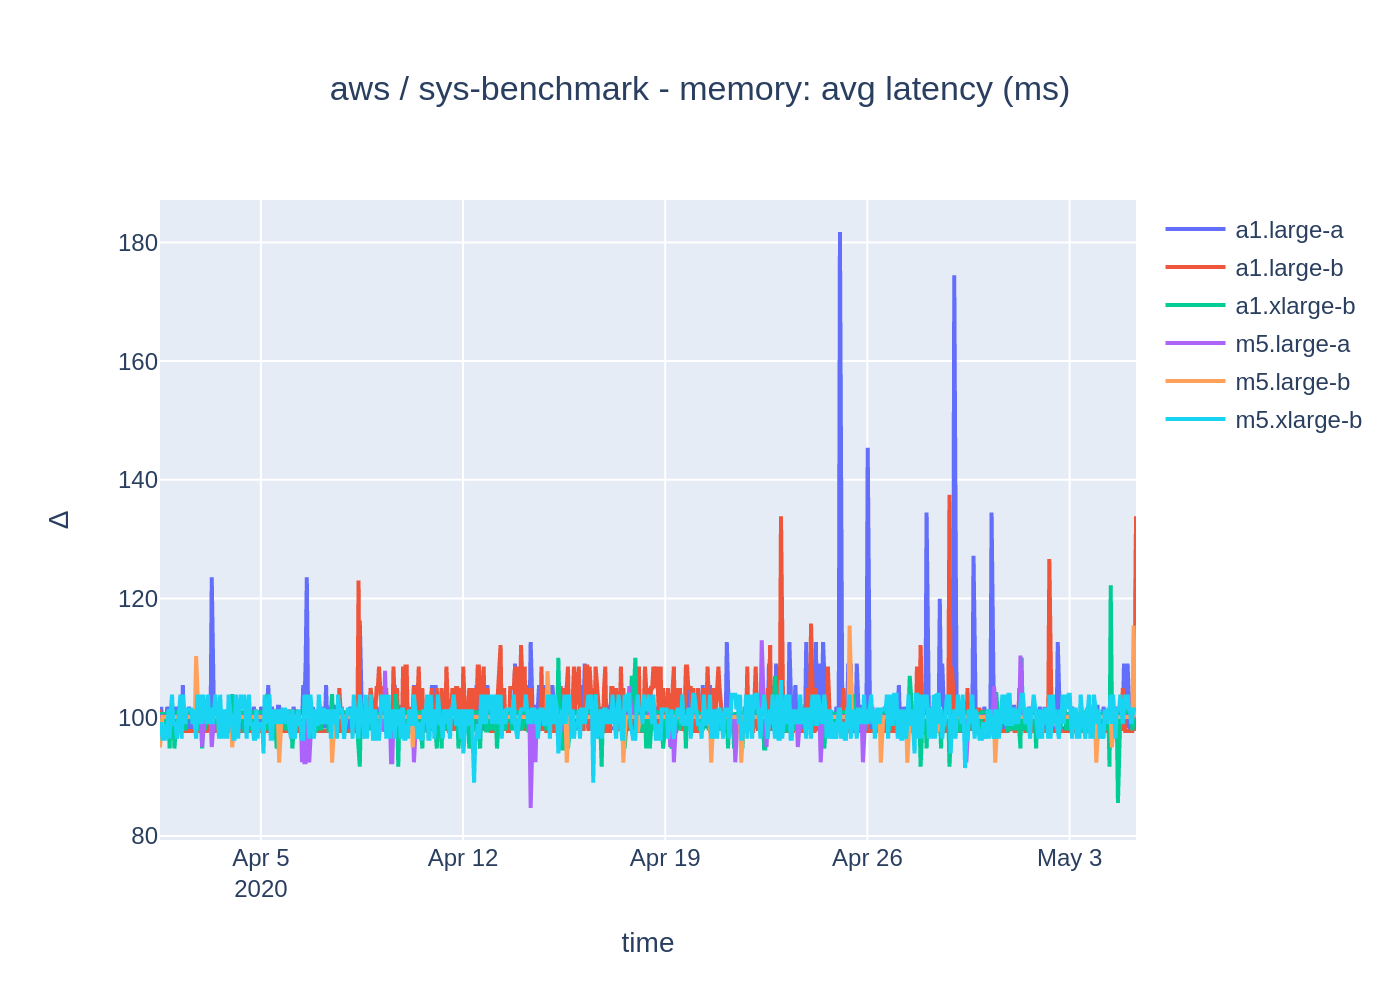 aws / sys-benchmark - memory: avg latency (ms)
180
160
140
120
100
80
Δ
Apr 5
2020
Apr 12
Apr 19
Apr 26
May 3
time
a1.large-a
a1.large-b
a1.xlarge-b
m5.large-a
m5.large-b
m5.xlarge-b